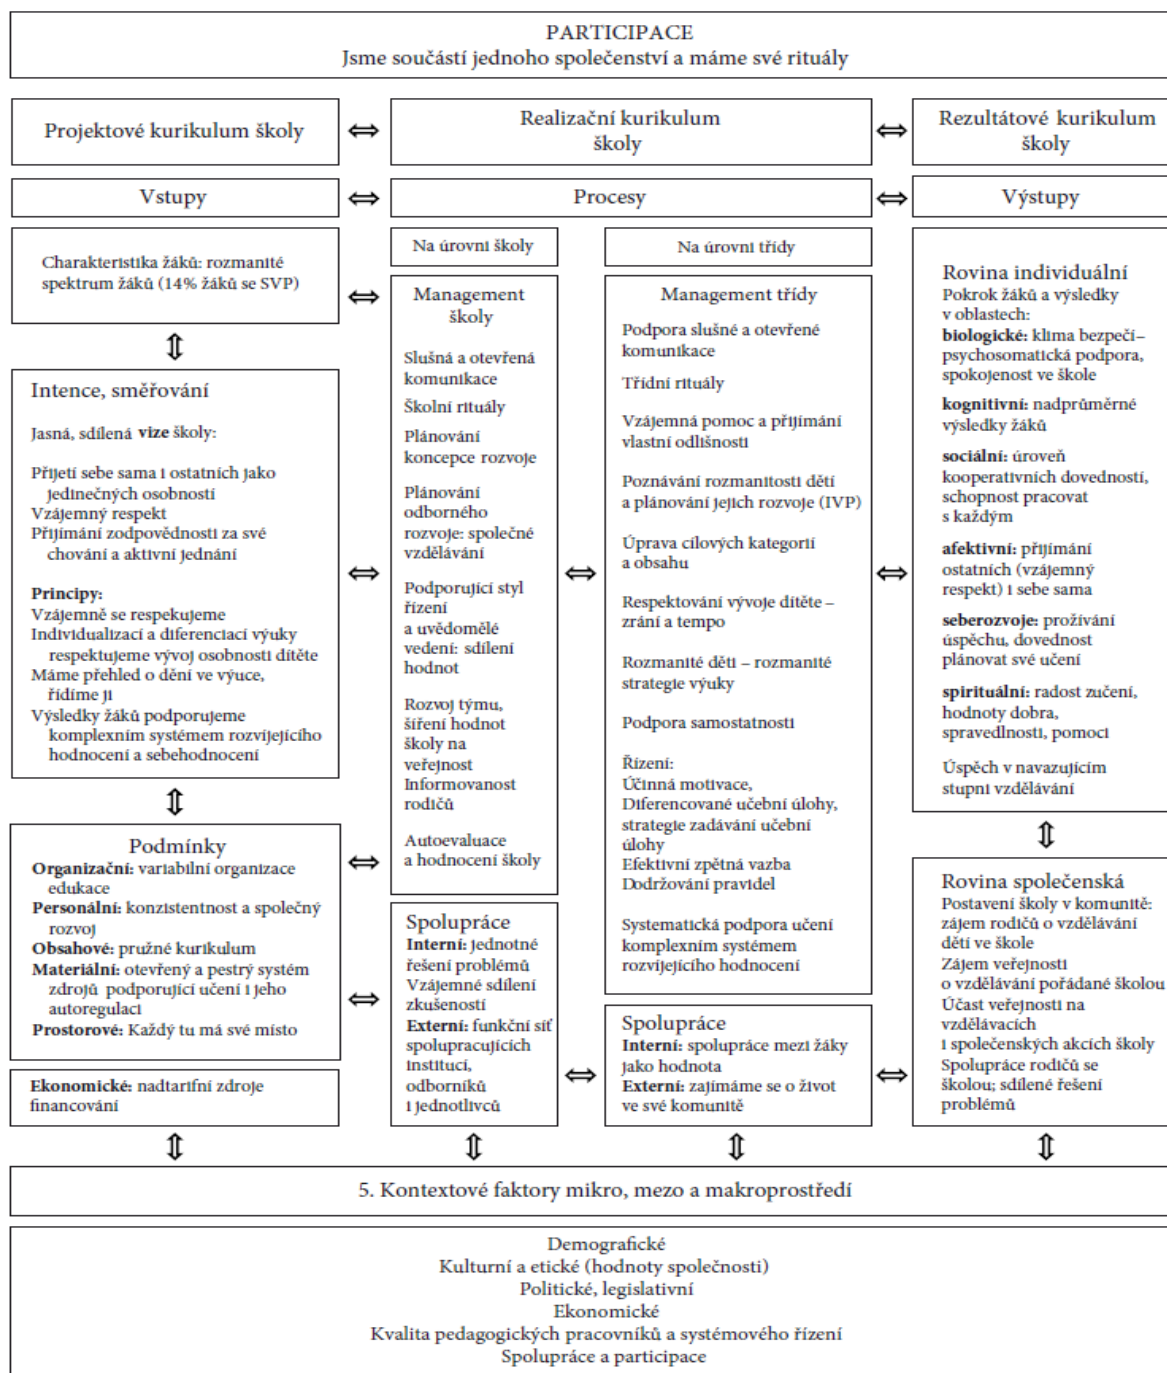 PARTICIPACE
Jsme součástí jednoho společenství a máme své rituály
Projektové kurikulum školy
Realizační kurikulum
školy
Rezultátové kurikulum
školy
Vstupy
Procesy
Výstupy
Charakteristika žáků: rozmanité
spektrum žáků (14% žáků se SVP)
Intence, směřování
Jasná, sdílená vize školy:
Přijetí sebe sama i ostatních jako
jedinečných osobností
Vzájemný respekt
Přijímání zodpovědnosti za své
chování a aktivní jednání
Principy:
Vzájemně se respekujeme
Individualizací a diferenciací výuky
respektujeme vývoj osobnosti dítěte
Máme přehled o dění ve výuce,
řídíme ji
Výsledky žáků podporujeme
komplexním systémem rozvíjejícího
hodnocení a sebehodnocení
Podmínky
Organizační: variabilní organizace
edukace
Personální: konzistentnost a společný
rozvoj
Obsahové: pružné kurikulum
Materiální: otevřený a pestrý systém
zdrojů podporující učení i jeho
autoregulaci
Prostorové: Každý tu má své místo
Ekonomické: nadtarifní zdroje
financování
Na úrovni školy
Management
školy
Slušná a otevřená
komunikace
Školní rituály
Plánování
koncepce rozvoje
Plánování
odborného
rozvoje: společné
vzdělávání
Podporující styl
řízení
a uvědomělé
vedení: sdílení
hodnot
Rozvoj týmu,
šíření hodnot
školy na
veřejnost
Informovanost
rodičů
Autoevaluace
a hodnocení školy
Spolupráce
Interní: jednotné
řešení problémů
Vzájemné sdílení
zkušeností
Externí: funkční síť
spolupracujících
institucí,
odborníků
i jednotlivců
Na úrovni třídy
Management třídy
Podpora slušné a otevřené
komunikace
Třídní rituály
Vzájemná pomoc a přijímání
vlastní odlišnosti
Poznávání rozmanitosti dětí
a plánování jejich rozvoje (IVP)
Úprava cílových kategorií
a obsahu
Respektování vývoje dítěte –
zrání a tempo
Rozmanité děti – rozmanité
strategie výuky
Podpora samostatnosti
Řízení:
Účinná motivace,
Diferencované učební úlohy,
strategie zadávání učební
úlohy
Efektivní zpětná vazba
Dodržování pravidel
Systematická podpora učení
komplexním systémem
rozvíjejícího hodnocení
Spolupráce
Interní: spolupráce mezi žáky
jako hodnota
Externí: zajímáme se o život
ve své komunitě
Rovina individuální
Pokrok žáků a výsledky
v oblastech:
biologické: klima bezpečí–
psychosomatická podpora,
spokojenost ve škole
kognitivní: nadprůměrné
výsledky žáků
sociální: úroveň
kooperativních dovedností,
schopnost pracovat
s každým
afektivní: přijímání
ostatních (vzájemný
respekt) i sebe sama
seberozvoje: prožívání
úspěchu, dovednost
plánovat své učení
spirituální: radost zučení,
hodnoty dobra,
spravedlnosti, pomoci
Úspěch v navazujícím
stupni vzdělávání
Rovina společenská
Postavení školy v komunitě:
zájem rodičů o vzdělávání
dětí ve škole
Zájem veřejnosti
o vzdělávání pořádané školou
Účast veřejnosti na
vzdělávacích
i společenských akcích školy
Spolupráce rodičů se
školou; sdílené řešení
problémů
5. Kontextové faktory mikro, mezo a makroprostředí
Demografické
Kulturní a etické (hodnoty společnosti)
Politické, legislativní
Ekonomické
Kvalita pedagogických pracovníků a systémového řízení
Spolupráce a participace